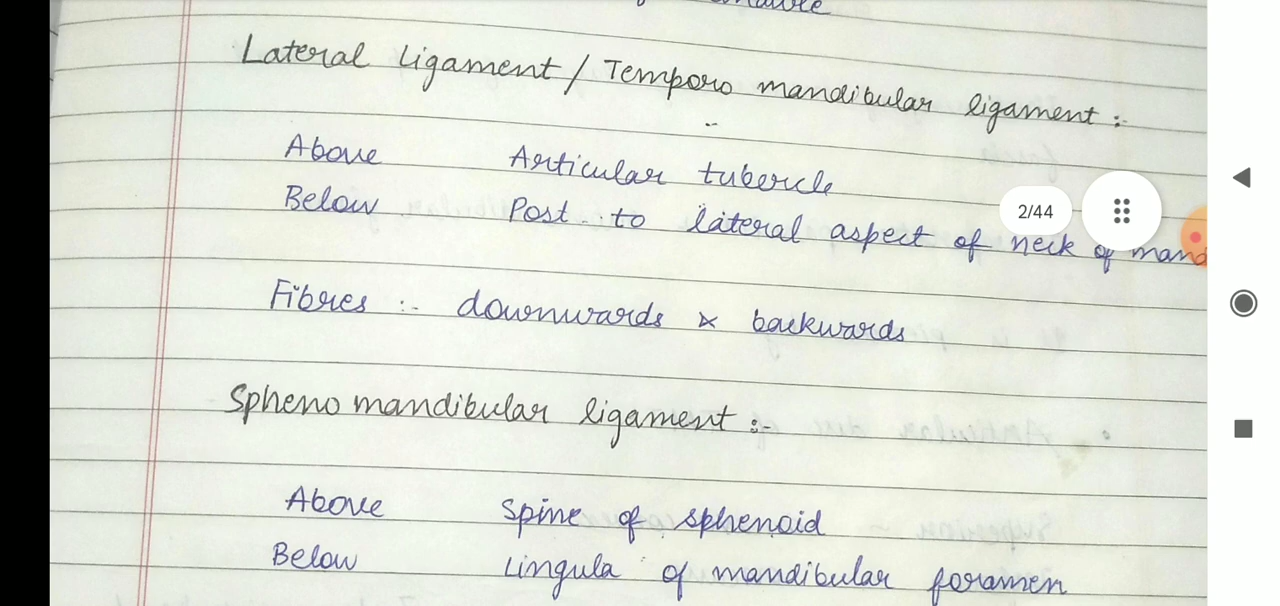 Lateral ligament / Temporo mandibular ligament :-
Above Articular tubercle
Below Post. to lateral aspect of neck of mand
2/44
Fibres :- downwards & backwards
Spheno mandibular ligament :-
Above Spine of sphenoid
Below Lingula of mandibular foramen